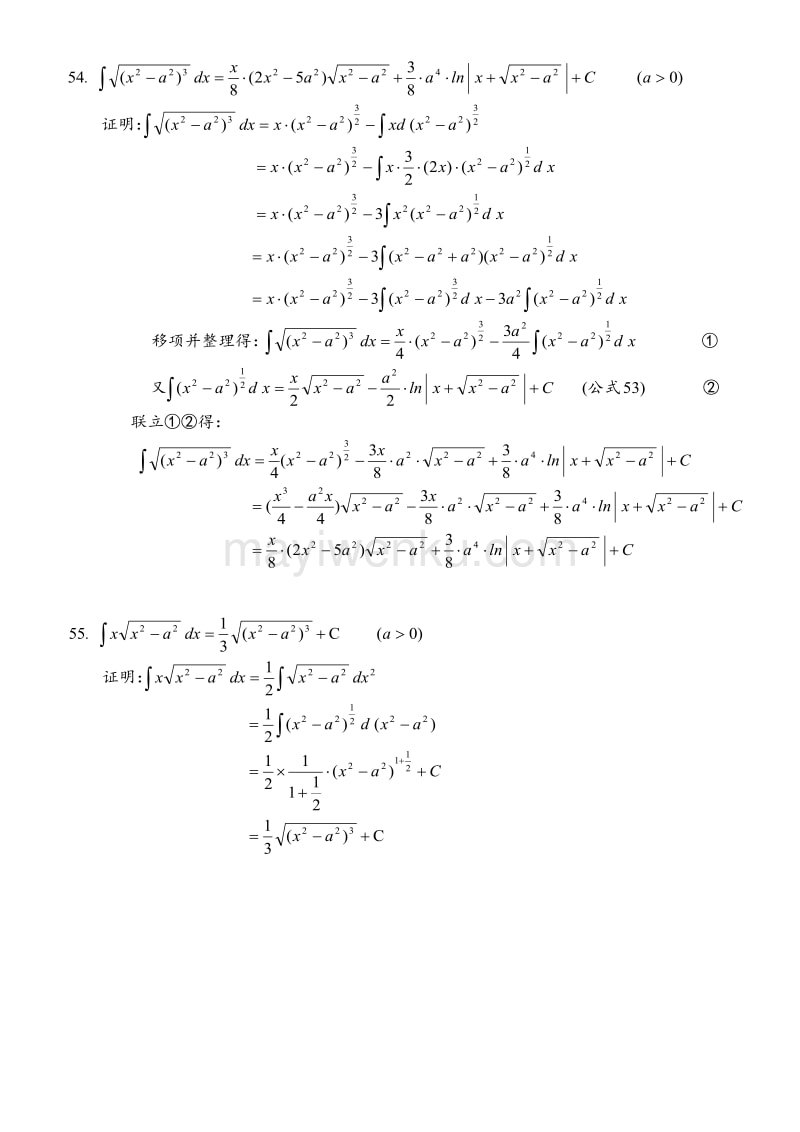 54. ∫√(x²−a²)³ dx = x/8·(2x²−5a²)√x²−a² + 3/8·a⁴·ln|x+√x²−a²|+C (a>0)
证明:∫√(x²−a²)³ dx = x·(x²−a²)^(3/2) − ∫xd(x²−a²)^(3/2)
= x·(x²−a²)^(3/2) − ∫x·3/2·(2x)·(x²−a²)^(1/2) d x
= x·(x²−a²)^(3/2) − 3∫x²(x²−a²)^(1/2) d x
= x·(x²−a²)^(3/2) − 3∫(x²−a²+a²)(x²−a²)^(1/2) d x
= x·(x²−a²)^(3/2) − 3∫(x²−a²)^(3/2) d x − 3a²∫(x²−a²)^(1/2) d x
移项并整理得:∫√(x²−a²)³ dx = x/4·(x²−a²)^(3/2) − 3a²/4 ∫(x²−a²)^(1/2) d x ①
又∫(x²−a²)^(1/2) d x = x/2 √x²−a² − a²/2·ln|x+√x²−a²|+C (公式53) ②
联立①②得:
∫√(x²−a²)³ dx = x/4(x²−a²)^(3/2) − 3x/8·a²·√x²−a² + 3/8·a⁴·ln|x+√x²−a²|+C
= (x³/4 − a²x/4)√x²−a² − 3x/8·a²·√x²−a² + 3/8·a⁴·ln|x+√x²−a²|+C
= x/8·(2x²−5a²)√x²−a² + 3/8·a⁴·ln|x+√x²−a²|+C
mayiwenku.com
55. ∫x√x²−a² dx = 1/3 √(x²−a²)³ + C (a>0)
证明:∫x√x²−a² dx = 1/2 ∫√x²−a² dx²
= 1/2 ∫(x²−a²)^(1/2) d (x²−a²)
= 1/2 × 1/(1+1/2)·(x²−a²)^(1+1/2) + C
= 1/3 √(x²−a²)³ + C